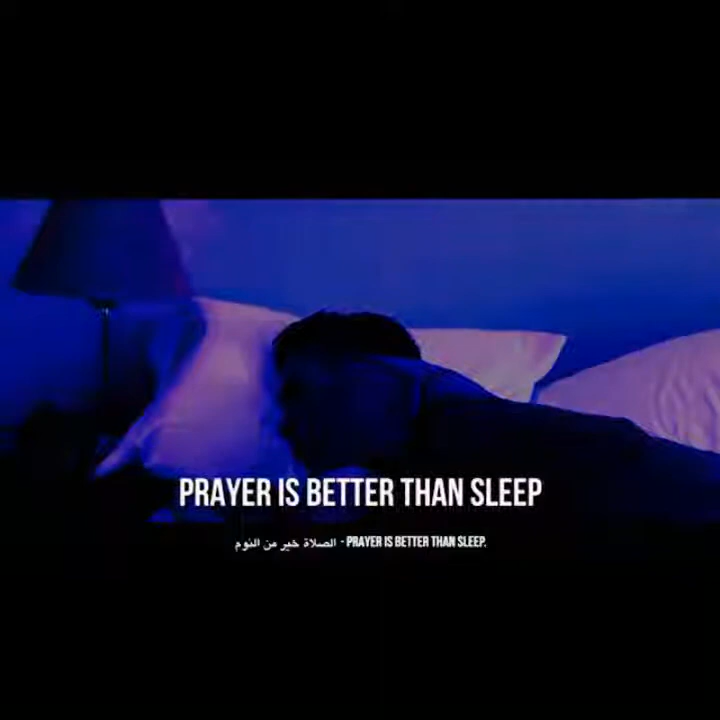 PRAYER IS BETTER THAN SLEEP
الصلاة خير من النوم - PRAYER IS BETTER THAN SLEEP.